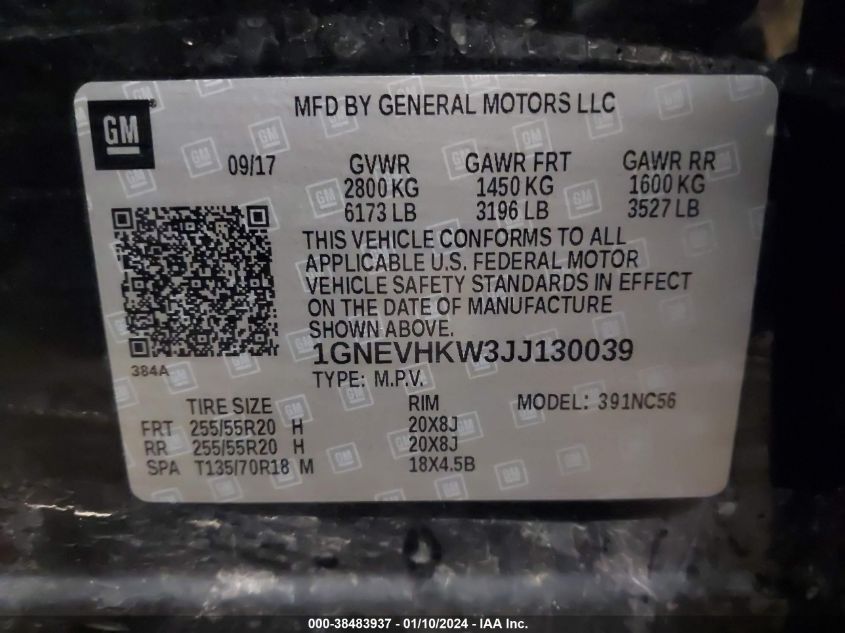 GM
MFD BY GENERAL MOTORS LLC
09/17 GVWR GAWR FRT GAWR RR
2800 KG 1450 KG 1600 KG
6173 LB 3196 LB 3527 LB
THIS VEHICLE CONFORMS TO ALL
APPLICABLE U.S. FEDERAL MOTOR
VEHICLE SAFETY STANDARDS IN EFFECT
ON THE DATE OF MANUFACTURE
SHOWN ABOVE.
1GNEVHKW3JJ130039
384A
TYPE: M.P.V.
TIRE SIZE RIM MODEL: 391NC56
FRT 255/55R20 H 20X8J
RR 255/55R20 H 20X8J
SPA T135/70R18 M 18X4.5B
000-38483937 - 01/10/2024 - IAA Inc.